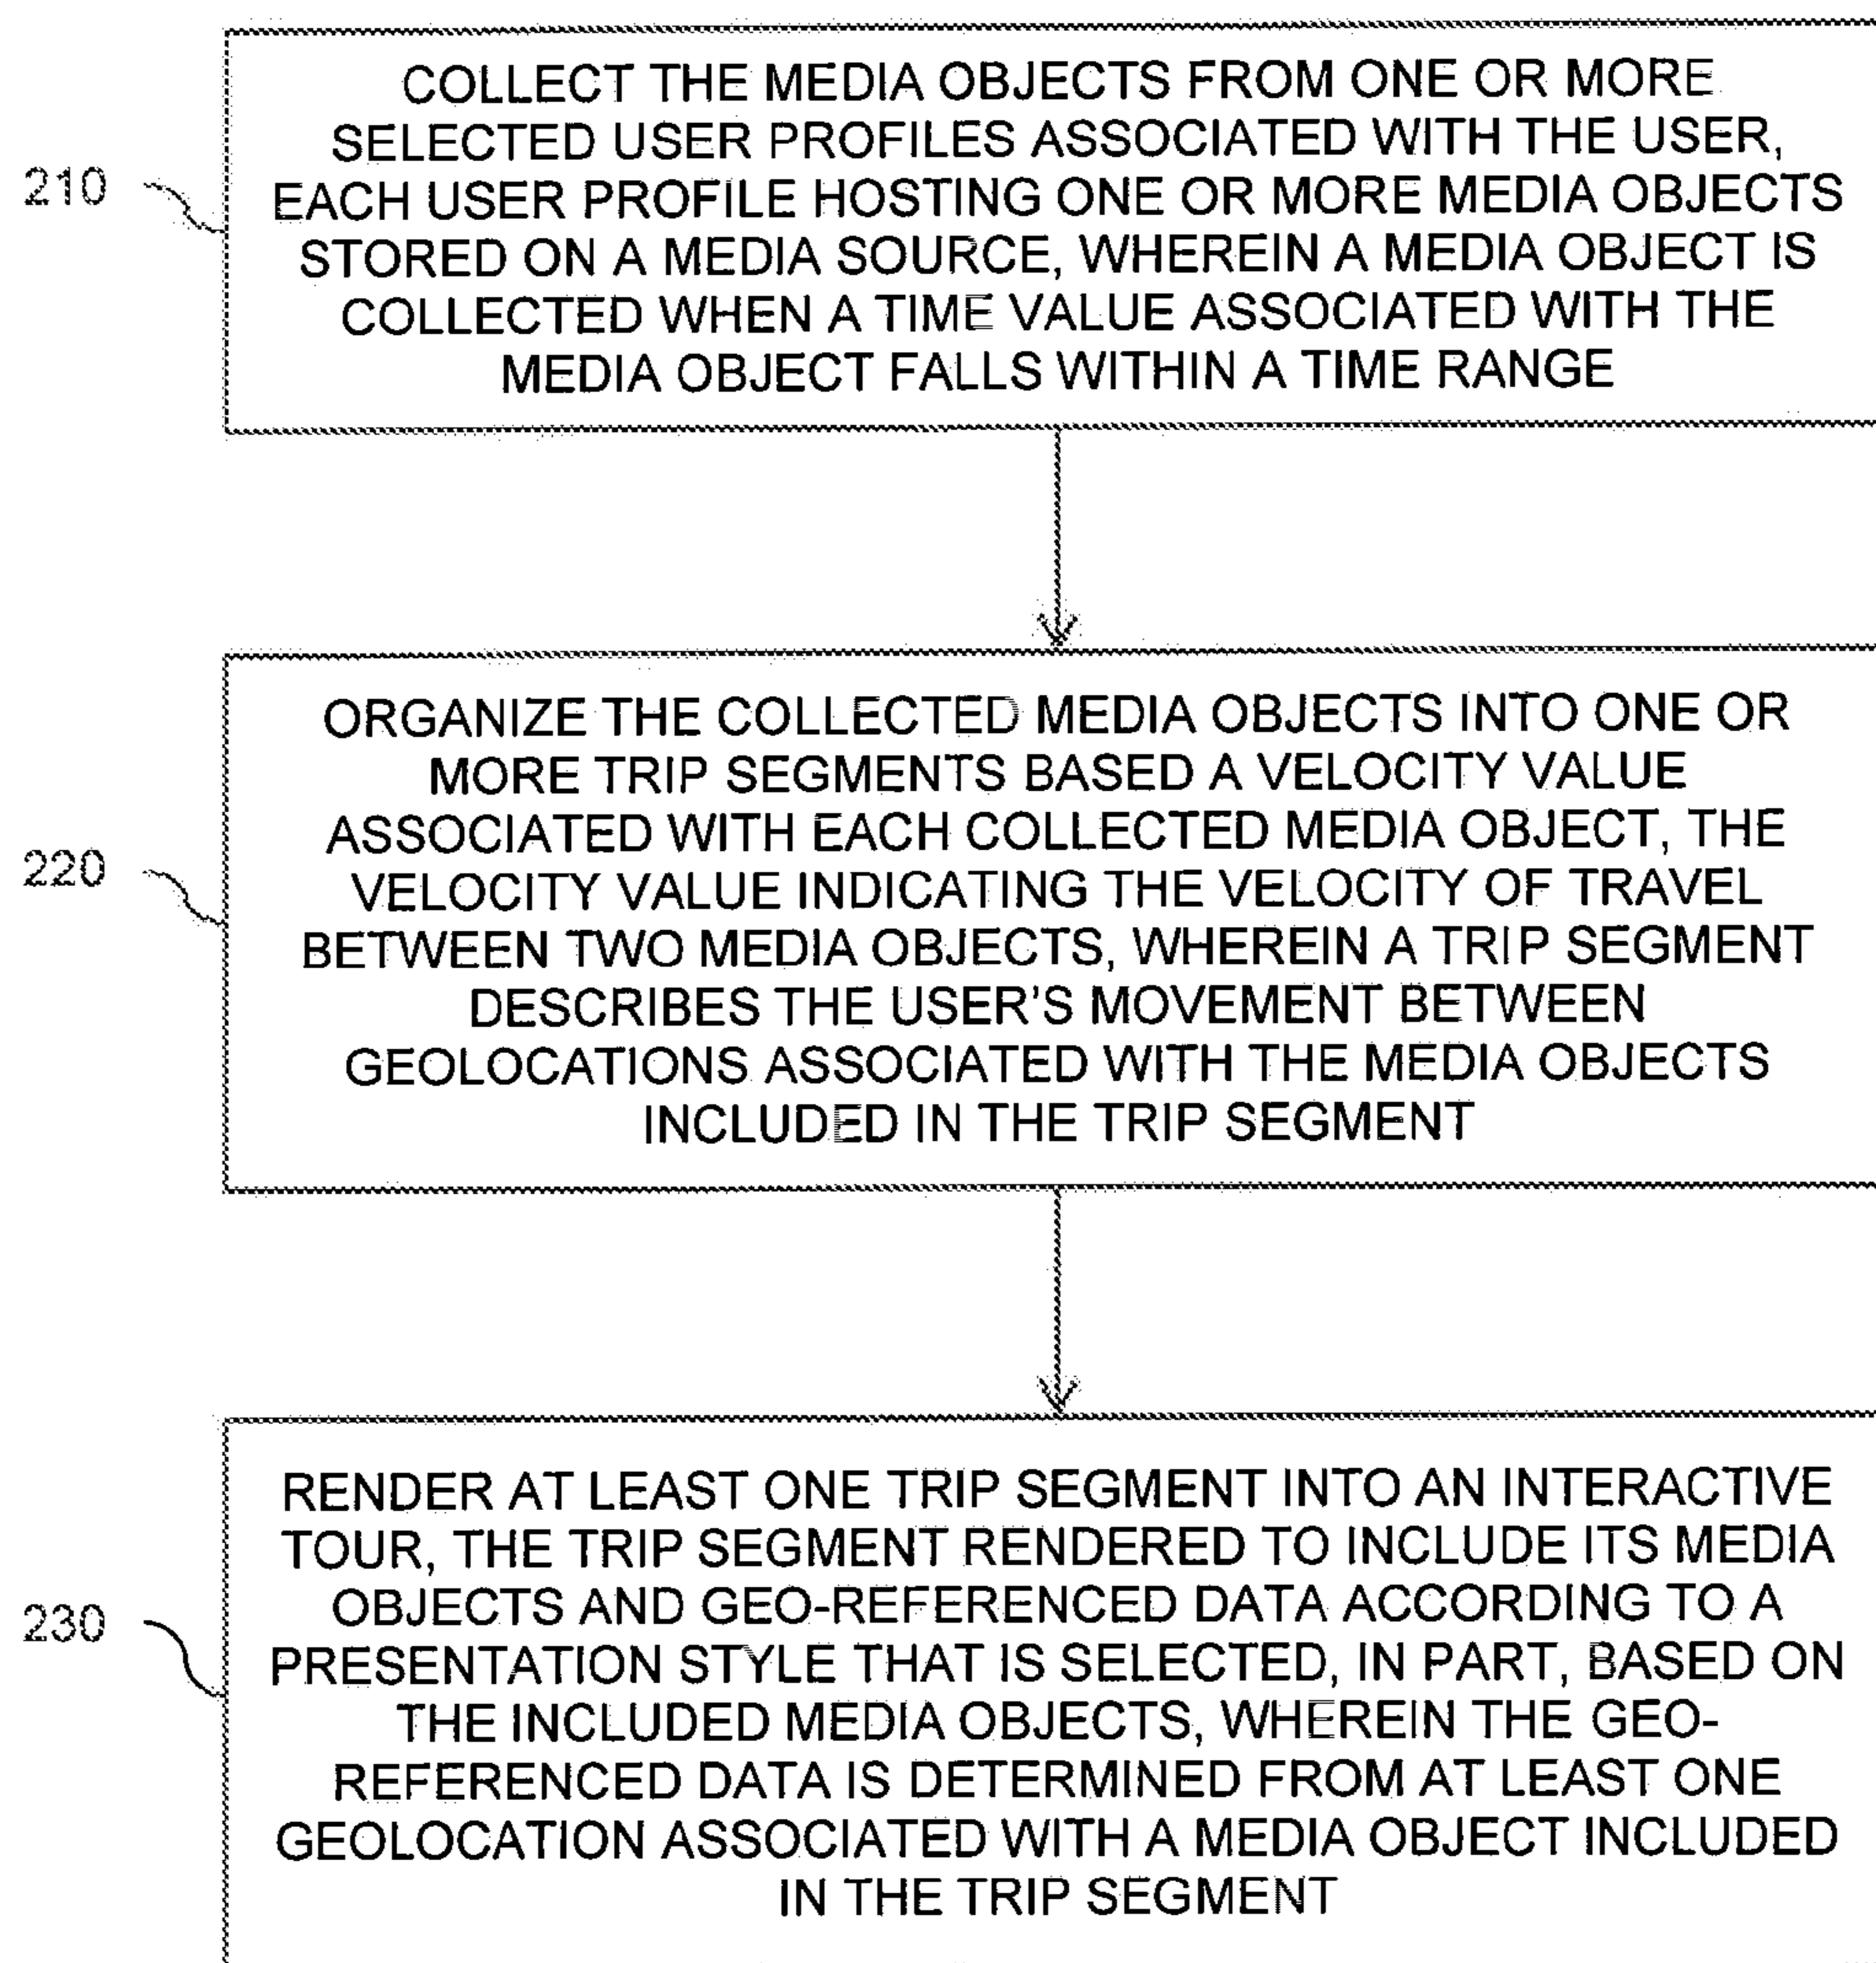 COLLECT THE MEDIA OBJECTS FROM ONE OR MORE
SELECTED USER PROFILES ASSOCIATED WITH THE USER,
210
EACH USER PROFILE HOSTING ONE OR MORE MEDIA OBJECTS
STORED ON A MEDIA SOURCE, WHEREIN A MEDIA OBJECT IS
COLLECTED WHEN A TIME VALUE ASSOCIATED WITH THE
MEDIA OBJECT FALLS WITHIN A TIME RANGE
ORGANIZE THE COLLECTED MEDIA OBJECTS INTO ONE OR
MORE TRIP SEGMENTS BASED A VELOCITY VALUE
ASSOCIATED WITH EACH COLLECTED MEDIA OBJECT, THE
220
VELOCITY VALUE INDICATING THE VELOCITY OF TRAVEL
BETWEEN TWO MEDIA OBJECTS, WHEREIN A TRIP SEGMENT
DESCRIBES THE USER'S MOVEMENT BETWEEN
GEOLOCATIONS ASSOCIATED WITH THE MEDIA OBJECTS
INCLUDED IN THE TRIP SEGMENT
RENDER AT LEAST ONE TRIP SEGMENT INTO AN INTERACTIVE
TOUR, THE TRIP SEGMENT RENDERED TO INCLUDE ITS MEDIA
OBJECTS AND GEO-REFERENCED DATA ACCORDING TO A
230
PRESENTATION STYLE THAT IS SELECTED, IN PART, BASED ON
THE INCLUDED MEDIA OBJECTS, WHEREIN THE GEO-
REFERENCED DATA IS DETERMINED FROM AT LEAST ONE
GEOLOCATION ASSOCIATED WITH A MEDIA OBJECT INCLUDED
IN THE TRIP SEGMENT